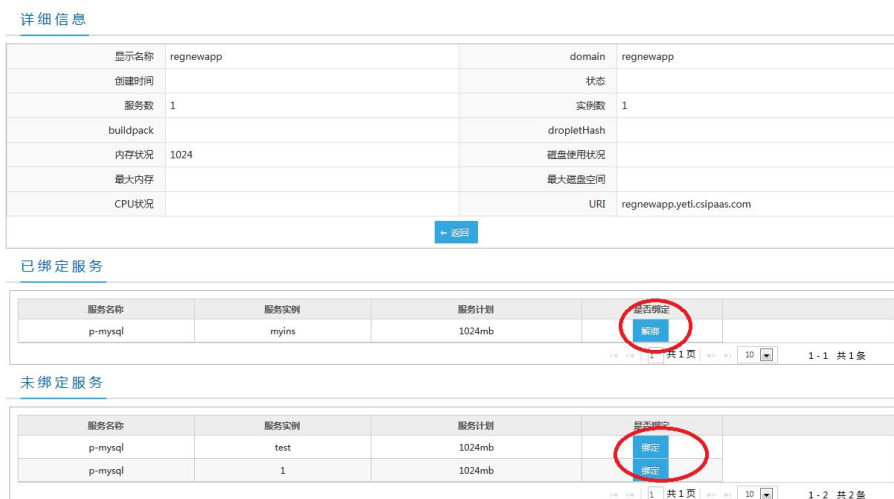 详细信息
显示名称 regnewapp domain regnewapp
创建时间 状态
服务数 1 实例数 1
buildpack dropletHash
内存状况 1024 磁盘使用状况
最大内存 最大磁盘空间
CPU状况 URI regnewapp.yeti.csipaas.com
← 返回
已绑定服务
服务名称 服务实例 服务计划 是否绑定
p-mysql myins 1024mb 解绑
1 共1页 10 1 - 1 共1条
未绑定服务
服务名称 服务实例 服务计划 是否绑定
p-mysql test 1024mb 绑定
p-mysql 1 1024mb 绑定
1 共1页 10 1 - 2 共2条